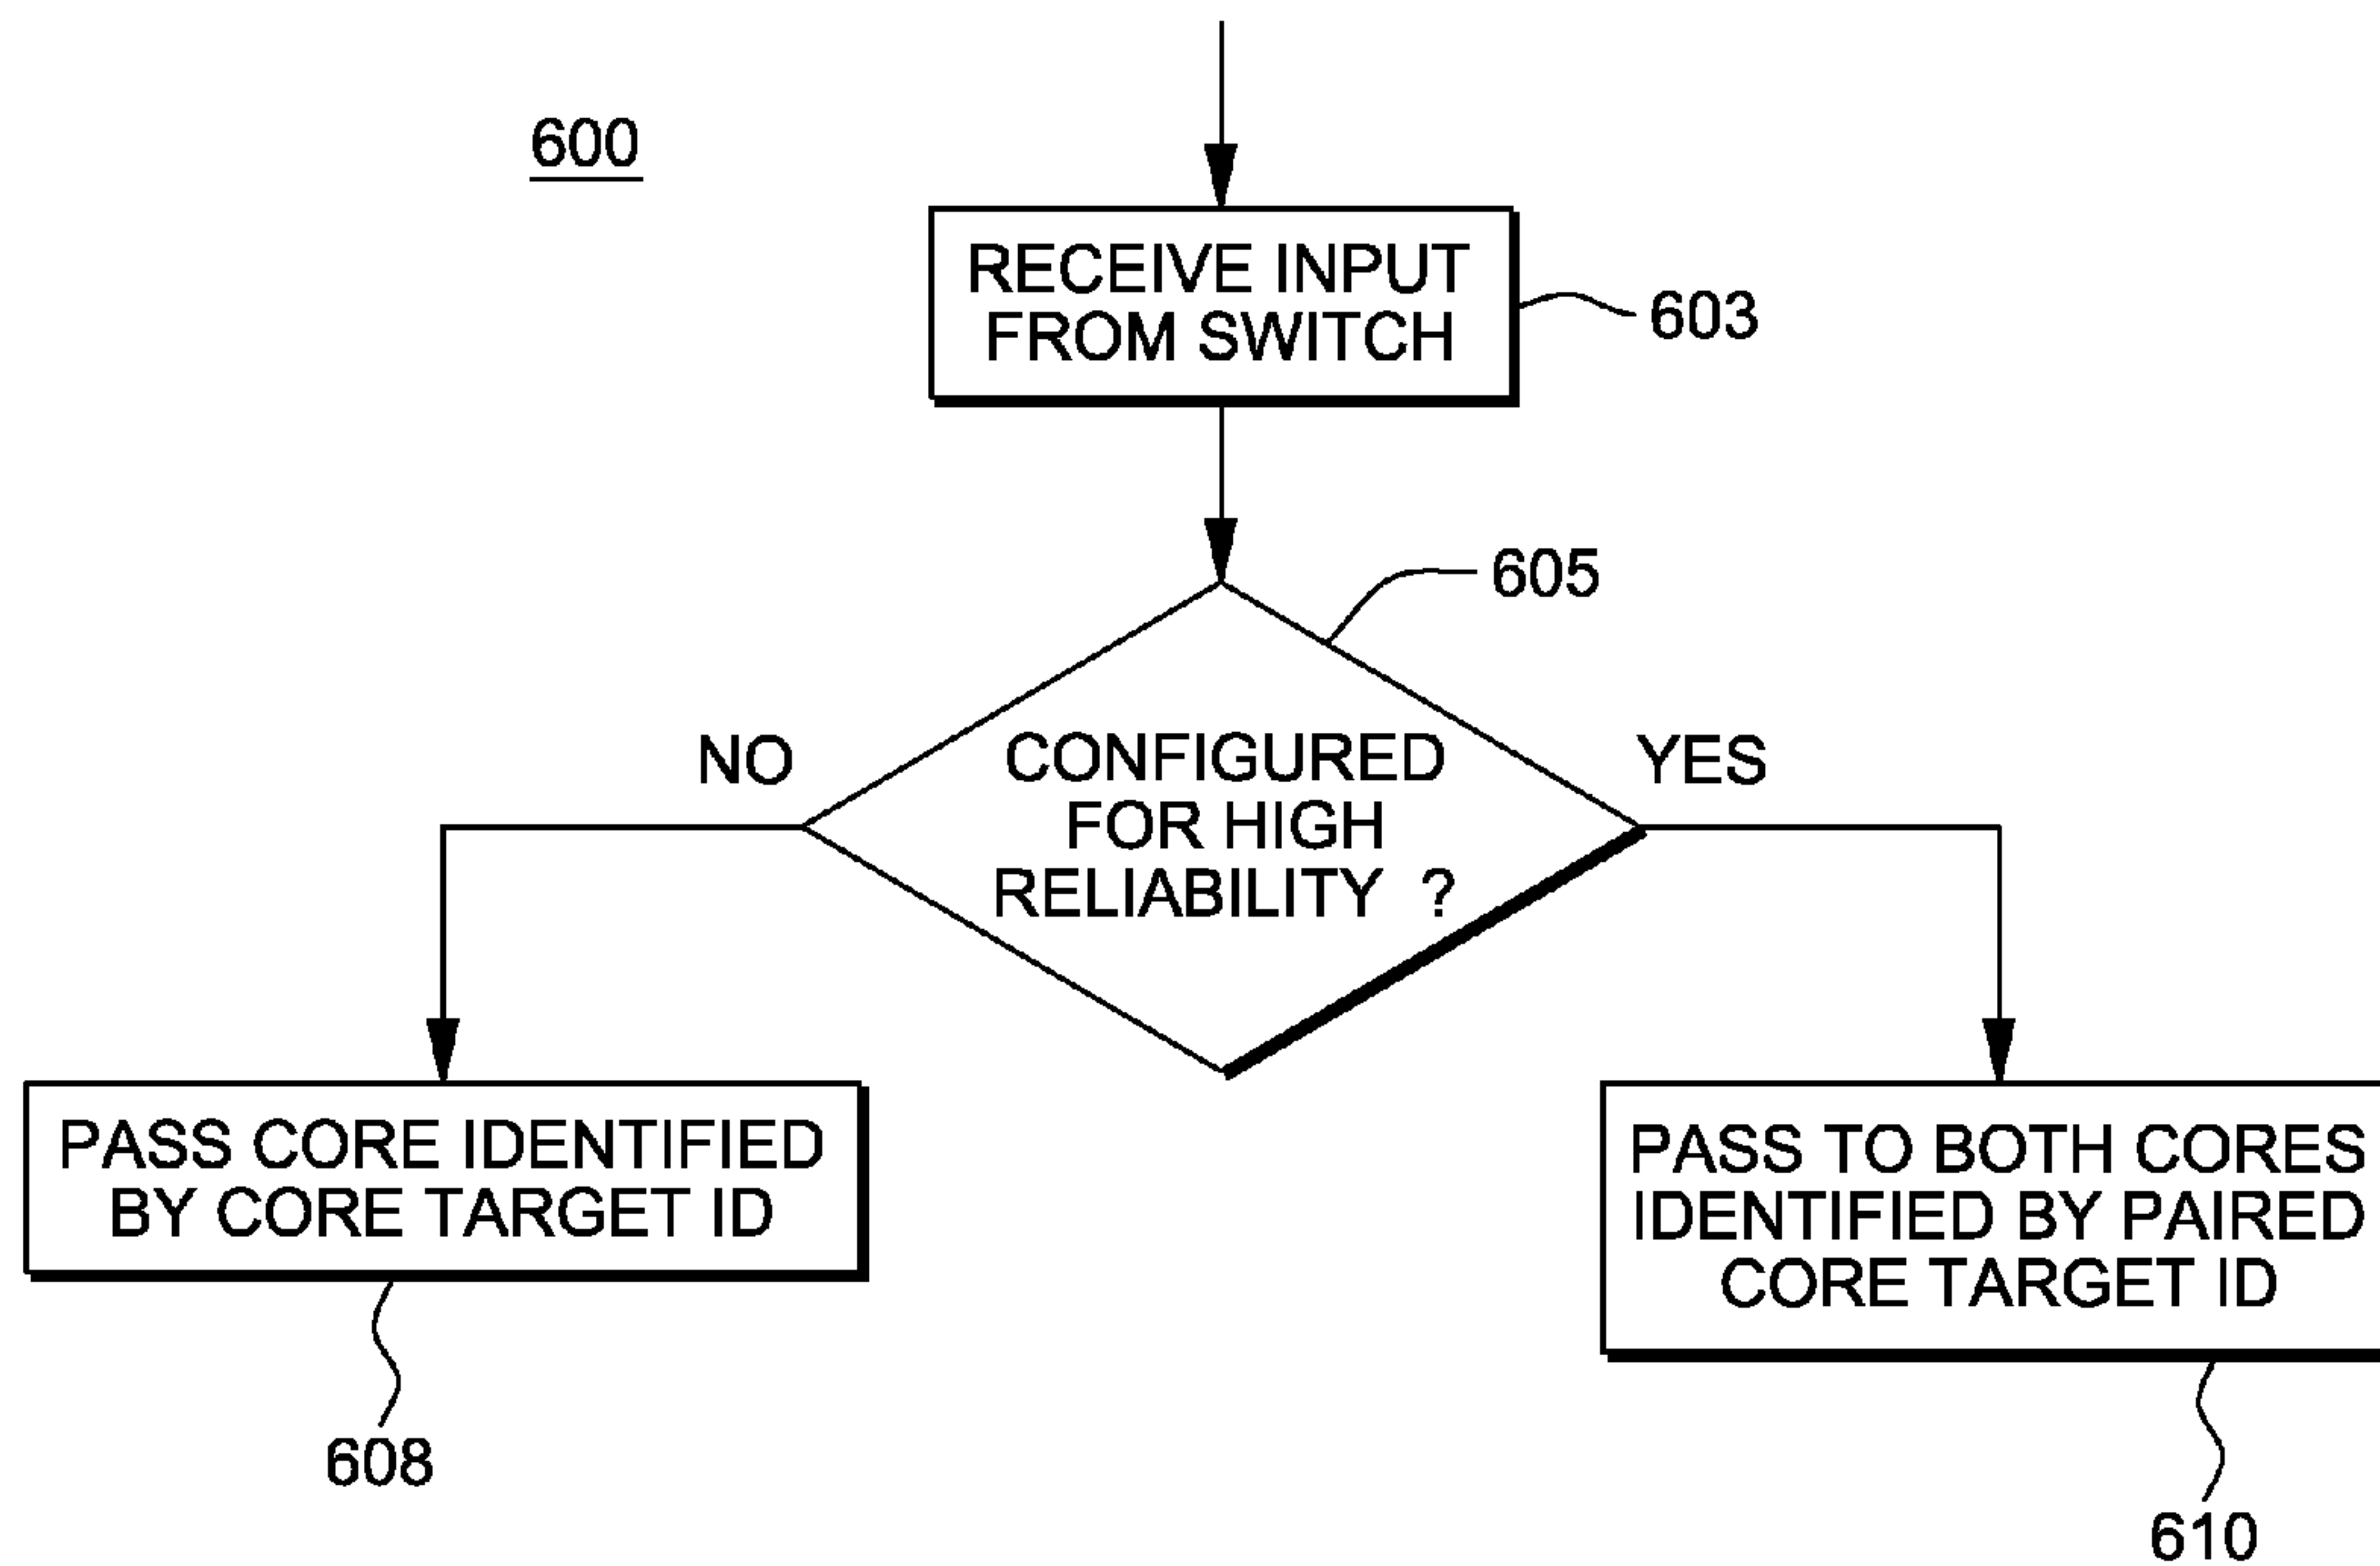 600
RECEIVE INPUT
FROM SWITCH
603
605
NO
CONFIGURED
FOR HIGH
RELIABILITY ?
YES
PASS CORE IDENTIFIED
BY CORE TARGET ID
608
PASS TO BOTH CORES
IDENTIFIED BY PAIRED
CORE TARGET ID
610